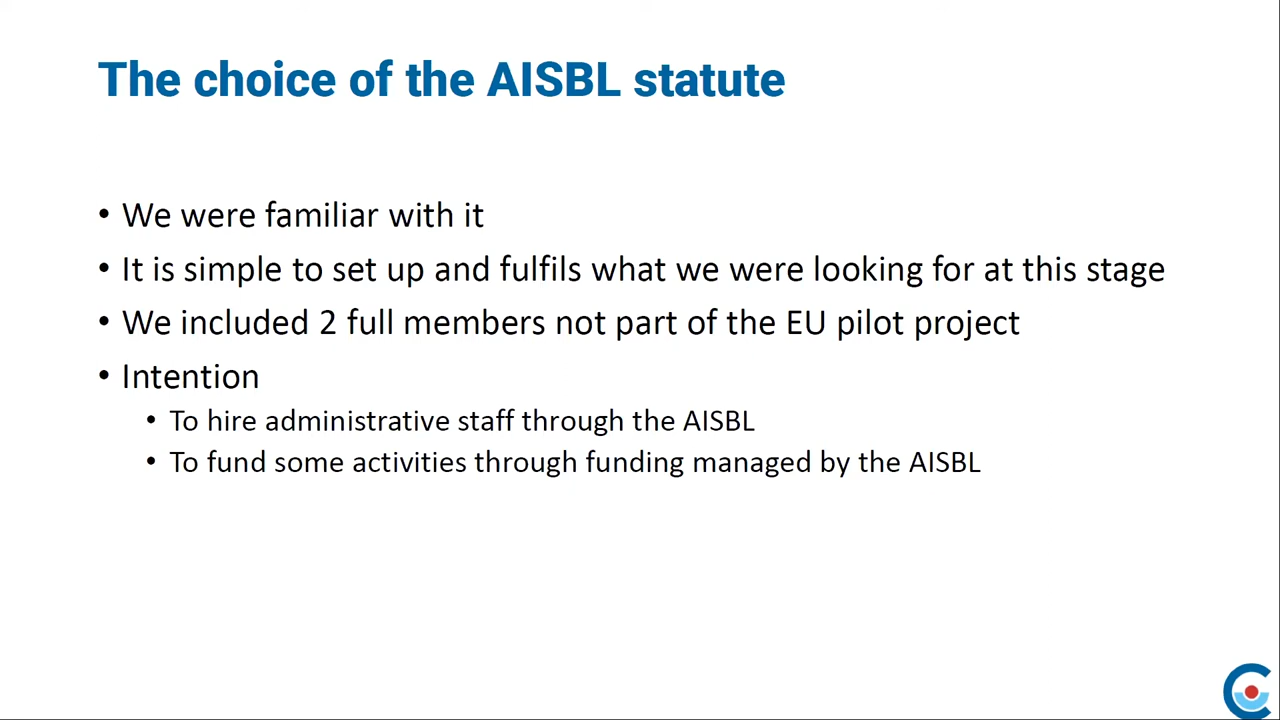 The choice of the AISBL statute
• We were familiar with it
• It is simple to set up and fulfils what we were looking for at this stage
• We included 2 full members not part of the EU pilot project
• Intention
• To hire administrative staff through the AISBL
• To fund some activities through funding managed by the AISBL